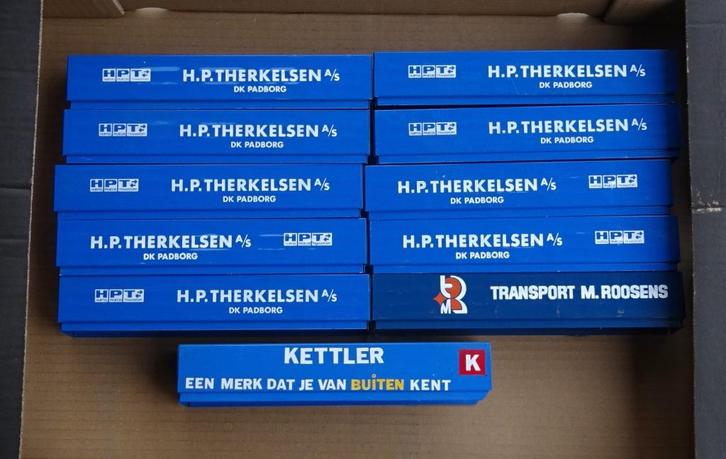 HPT H.P.THERKELSEN A/S
DK PADBORG
HPT H.P.THERKELSEN A/S
DK PADBORG
HPT H.P.THERKELSEN A/S
DK PADBORG
HPT H.P.THERKELSEN A/S
DK PADBORG
HPT H.P.THERKELSEN A/S
DK PADBORG
H.P.THERKELSEN A/S HPT
DK PADBORG
H.P.THERKELSEN A/S HPT
DK PADBORG
H.P.THERKELSEN A/S HPT
DK PADBORG
HPT H.P.THERKELSEN A/S
DK PADBORG
TRANSPORT M.ROOSENS
KETTLER K
EEN MERK DAT JE VAN BUITEN KENT